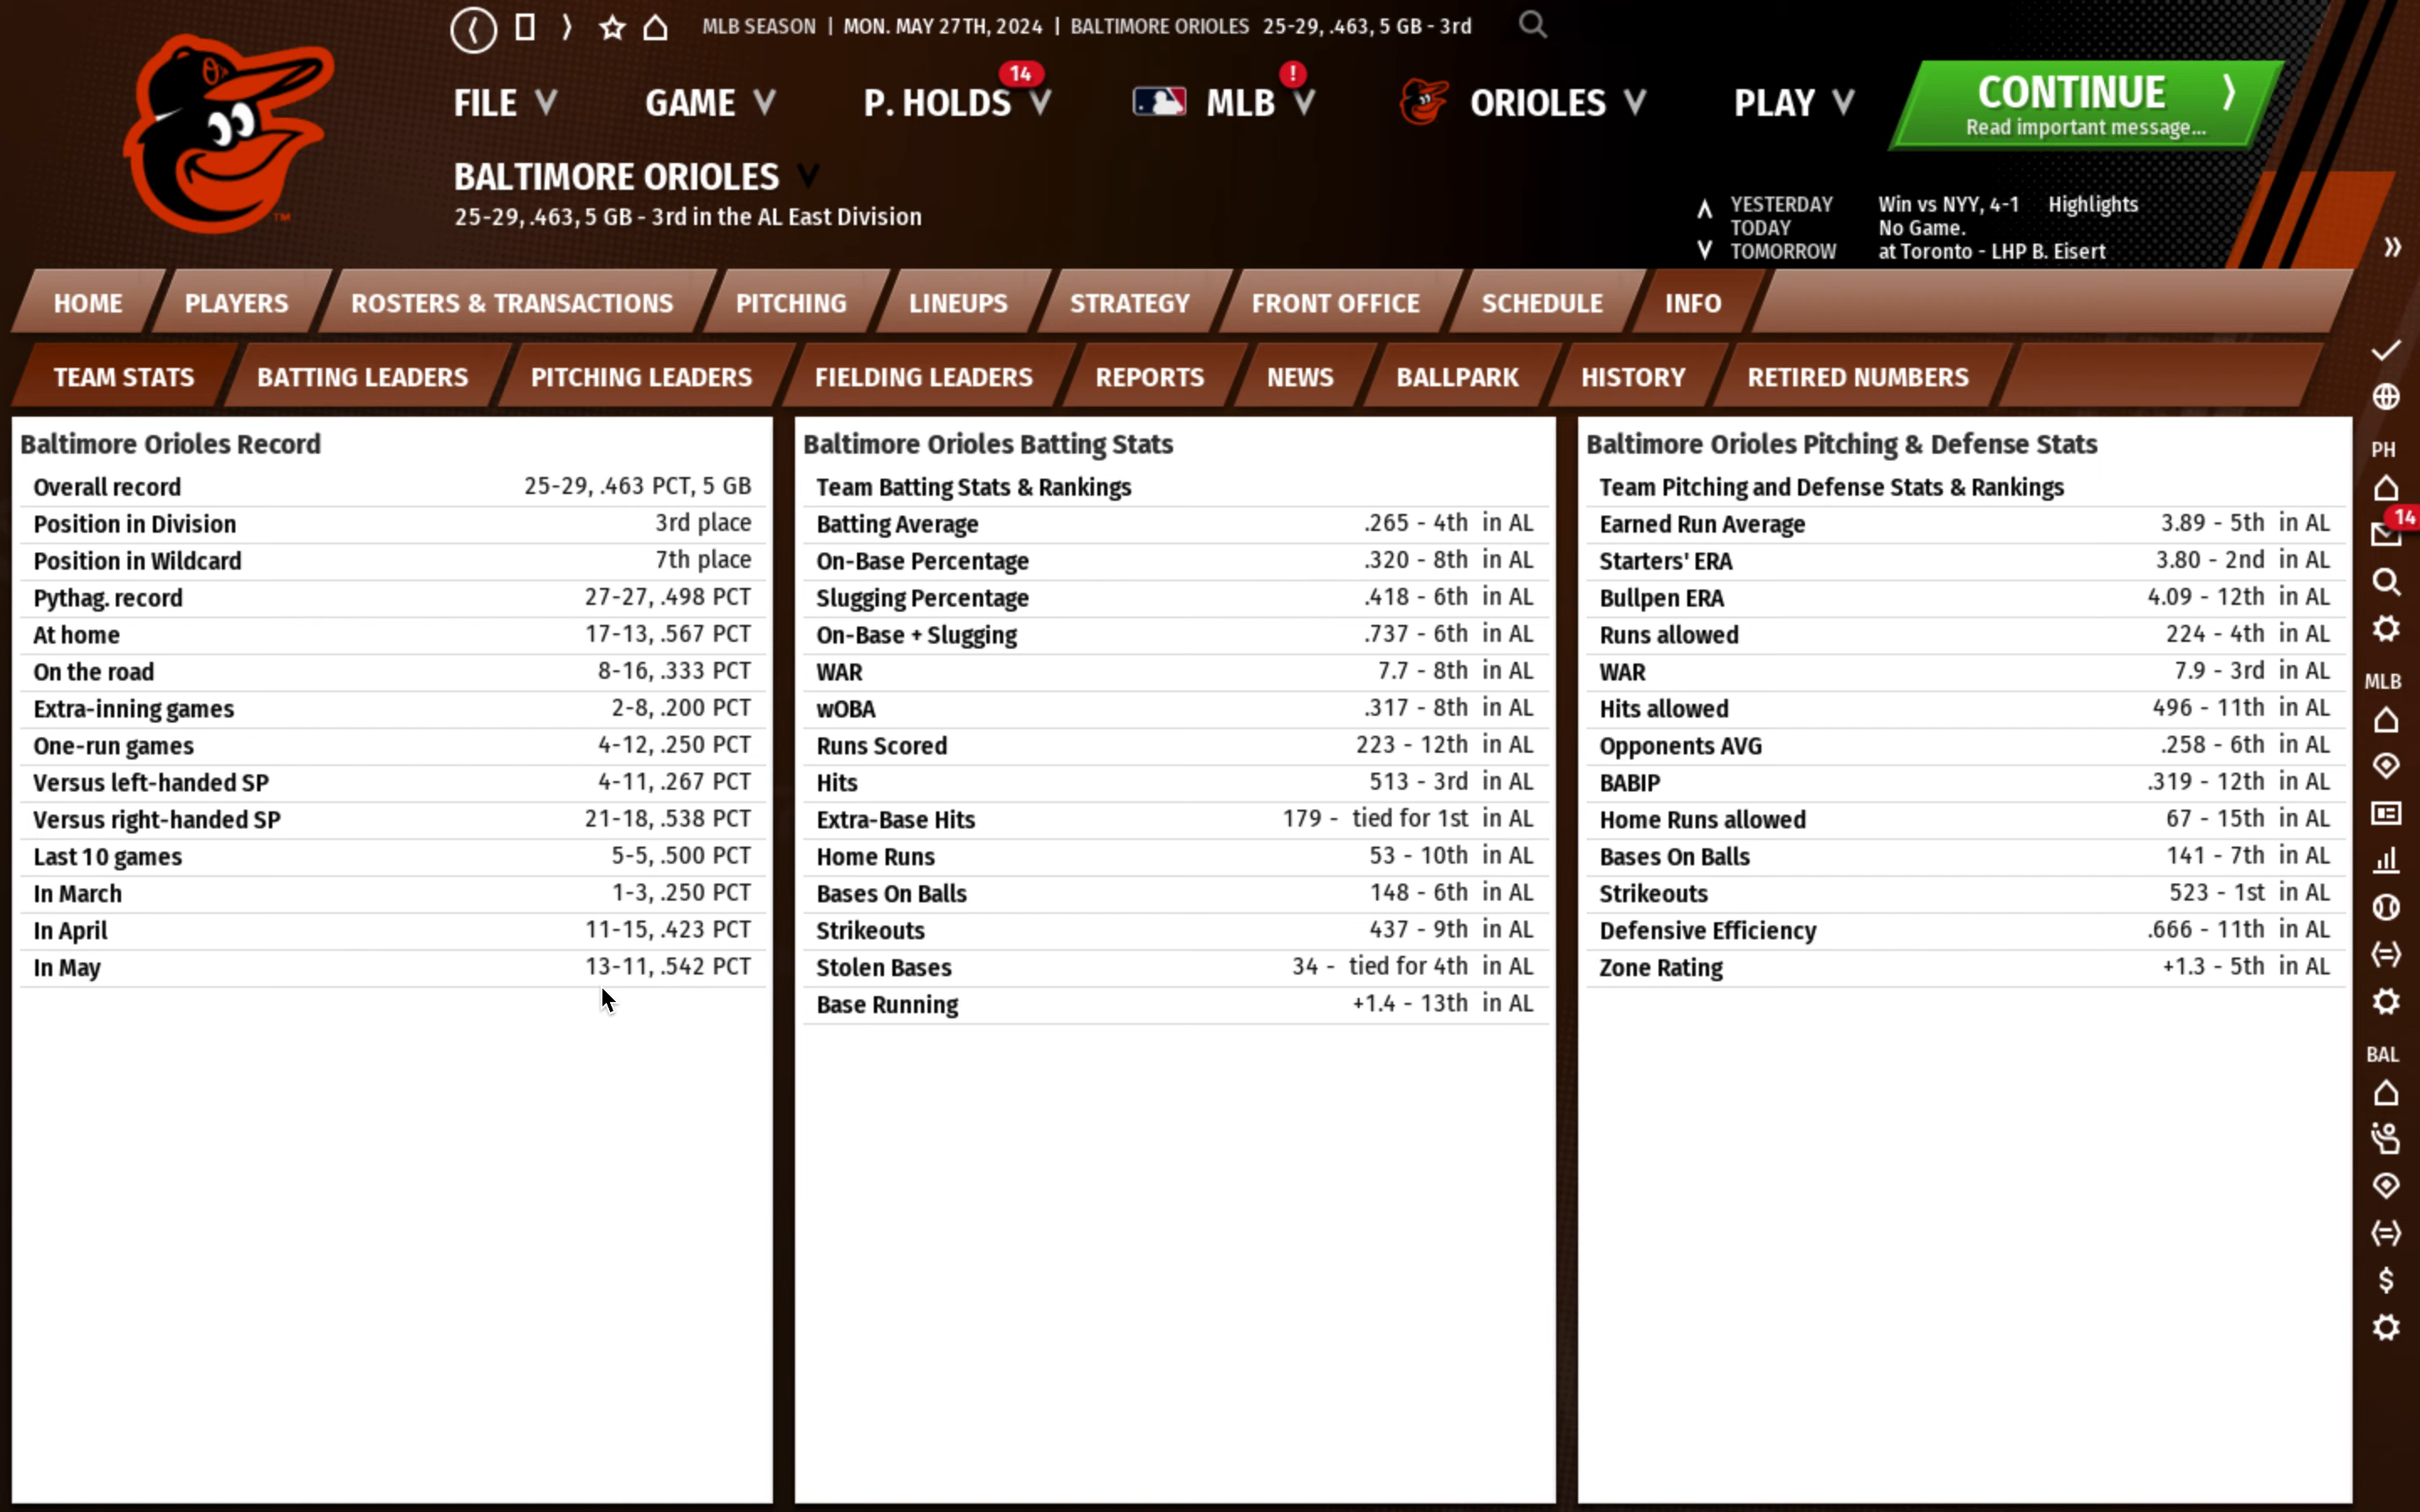 MLB SEASON | MON. MAY 27TH, 2024 | BALTIMORE ORIOLES 25-29, .463, 5 GB - 3rd
FILE GAME P. HOLDS 14 MLB ! ORIOLES PLAY CONTINUE
Read important message...
BALTIMORE ORIOLES
25-29, .463, 5 GB - 3rd in the AL East Division
YESTERDAY Win vs NYY, 4-1 Highlights
TODAY No Game.
TOMORROW at Toronto - LHP B. Eisert
HOME PLAYERS ROSTERS & TRANSACTIONS PITCHING LINEUPS STRATEGY FRONT OFFICE SCHEDULE INFO
TEAM STATS BATTING LEADERS PITCHING LEADERS FIELDING LEADERS REPORTS NEWS BALLPARK HISTORY RETIRED NUMBERS
Baltimore Orioles Record
Overall record 25-29, .463 PCT, 5 GB
Position in Division 3rd place
Position in Wildcard 7th place
Pythag. record 27-27, .498 PCT
At home 17-13, .567 PCT
On the road 8-16, .333 PCT
Extra-inning games 2-8, .200 PCT
One-run games 4-12, .250 PCT
Versus left-handed SP 4-11, .267 PCT
Versus right-handed SP 21-18, .538 PCT
Last 10 games 5-5, .500 PCT
In March 1-3, .250 PCT
In April 11-15, .423 PCT
In May 13-11, .542 PCT
Baltimore Orioles Batting Stats
Team Batting Stats & Rankings
Batting Average .265 - 4th in AL
On-Base Percentage .320 - 8th in AL
Slugging Percentage .418 - 6th in AL
On-Base + Slugging .737 - 6th in AL
WAR 7.7 - 8th in AL
wOBA .317 - 8th in AL
Runs Scored 223 - 12th in AL
Hits 513 - 3rd in AL
Extra-Base Hits 179 - tied for 1st in AL
Home Runs 53 - 10th in AL
Bases On Balls 148 - 6th in AL
Strikeouts 437 - 9th in AL
Stolen Bases 34 - tied for 4th in AL
Base Running +1.4 - 13th in AL
Baltimore Orioles Pitching & Defense Stats
Team Pitching and Defense Stats & Rankings
Earned Run Average 3.89 - 5th in AL
Starters' ERA 3.80 - 2nd in AL
Bullpen ERA 4.09 - 12th in AL
Runs allowed 224 - 4th in AL
WAR 7.9 - 3rd in AL
Hits allowed 496 - 11th in AL
Opponents AVG .258 - 6th in AL
BABIP .319 - 12th in AL
Home Runs allowed 67 - 15th in AL
Bases On Balls 141 - 7th in AL
Strikeouts 523 - 1st in AL
Defensive Efficiency .666 - 11th in AL
Zone Rating +1.3 - 5th in AL
PH
14
MLB
BAL
$